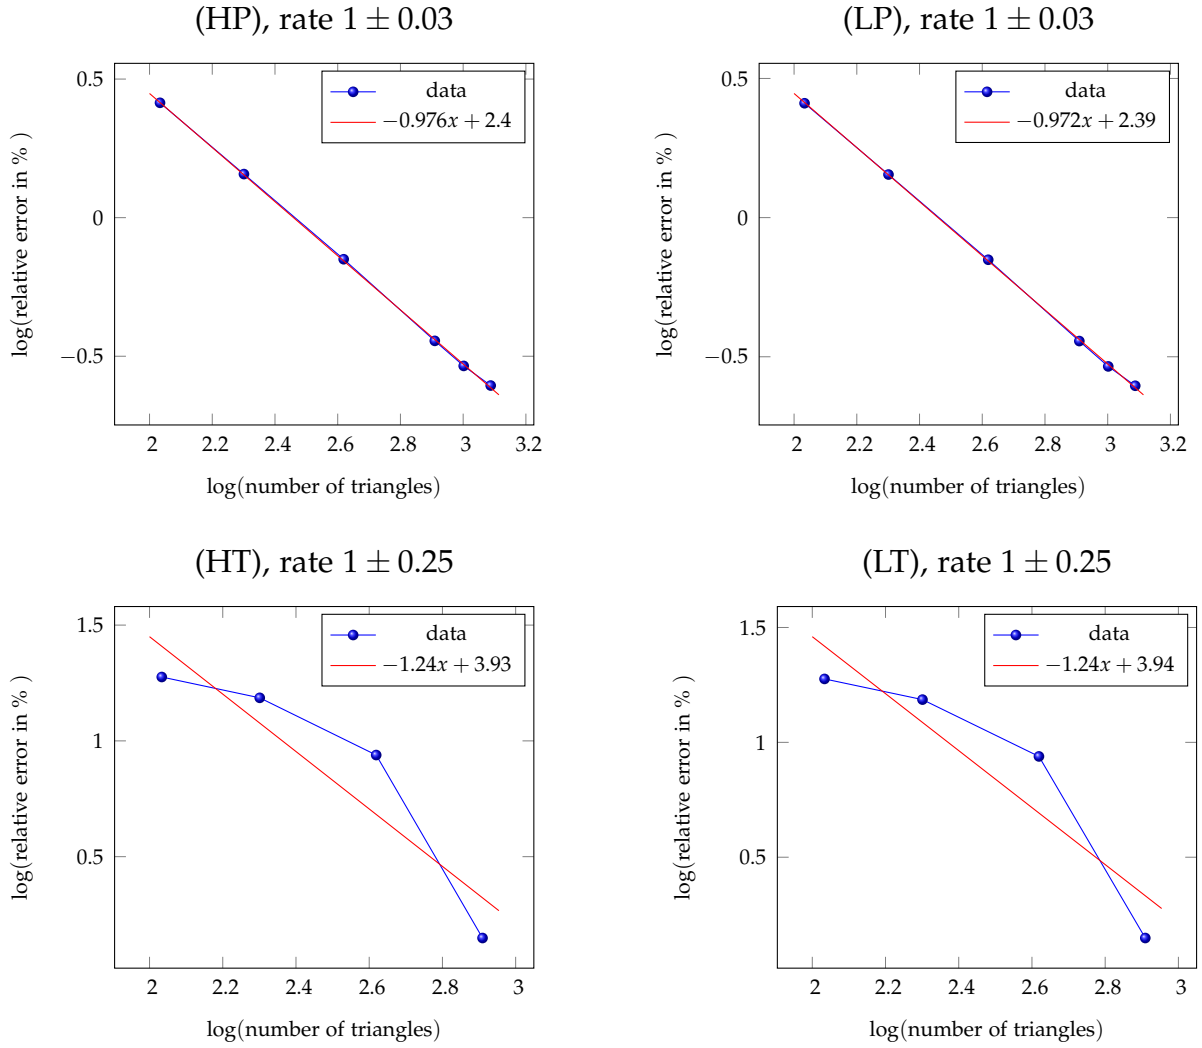 (HP), rate 1 ± 0.03
0.5
0
−0.5
log(relative error in % )
data
−0.976x + 2.4
2 2.2 2.4 2.6 2.8 3 3.2
log(number of triangles)
(LP), rate 1 ± 0.03
0.5
0
−0.5
log(relative error in % )
data
−0.972x + 2.39
2 2.2 2.4 2.6 2.8 3 3.2
log(number of triangles)
(HT), rate 1 ± 0.25
1.5
1
0.5
log(relative error in % )
data
−1.24x + 3.93
2 2.2 2.4 2.6 2.8 3
log(number of triangles)
(LT), rate 1 ± 0.25
1.5
1
0.5
log(relative error in % )
data
−1.24x + 3.94
2 2.2 2.4 2.6 2.8 3
log(number of triangles)